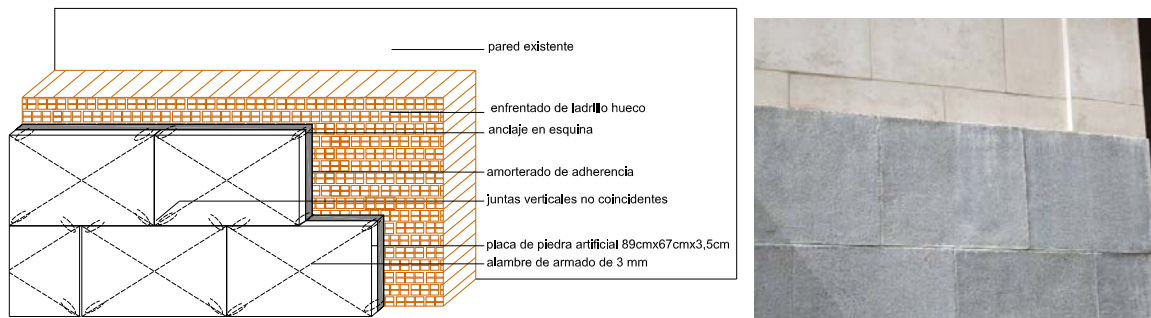 pared existente
enfrentado de ladrillo hueco
anclaje en esquina
amorterado de adherencia
juntas verticales no coincidentes
placa de piedra artificial 89cmx67cmx3,5cm
alambre de armado de 3 mm